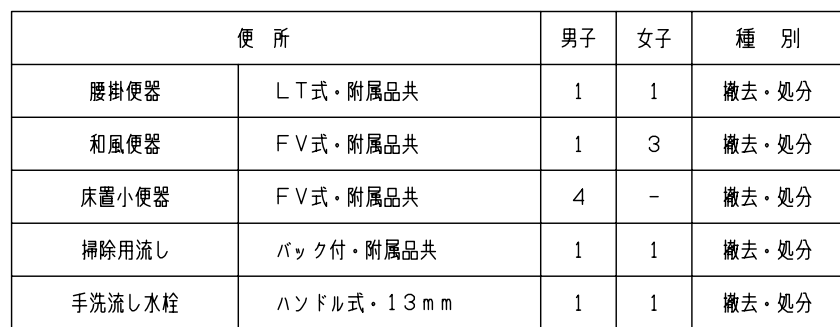 便 所 男子 女子 種 別
腰掛便器 LT式・附属品共 1 1 撤去・処分
和風便器 FV式・附属品共 1 3 撤去・処分
床置小便器 FV式・附属品共 4 - 撤去・処分
掃除用流し バック付・附属品共 1 1 撤去・処分
手洗流し水栓 ハンドル式・13mm 1 1 撤去・処分